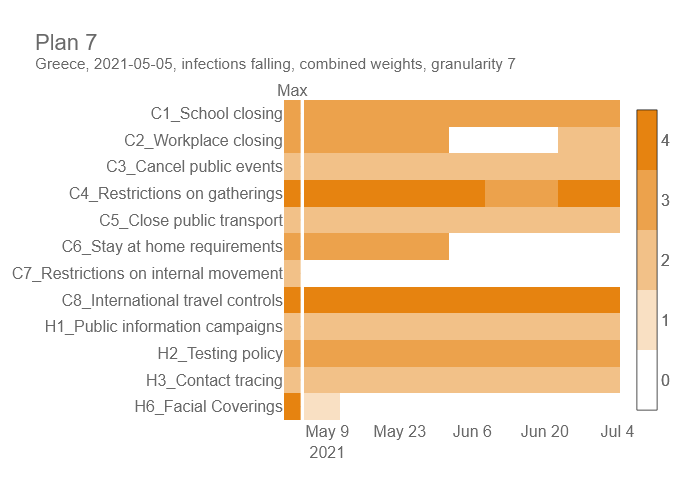 Plan 7
Greece, 2021-05-05, infections falling, combined weights, granularity 7
Max
C1_School closing
C2_Workplace closing
C3_Cancel public events
C4_Restrictions on gatherings
C5_Close public transport
C6_Stay at home requirements
C7_Restrictions on internal movement
C8_International travel controls
H1_Public information campaigns
H2_Testing policy
H3_Contact tracing
H6_Facial Coverings
May 9 May 23 Jun 6 Jun 20 Jul 4
2021
4
3
2
1
0